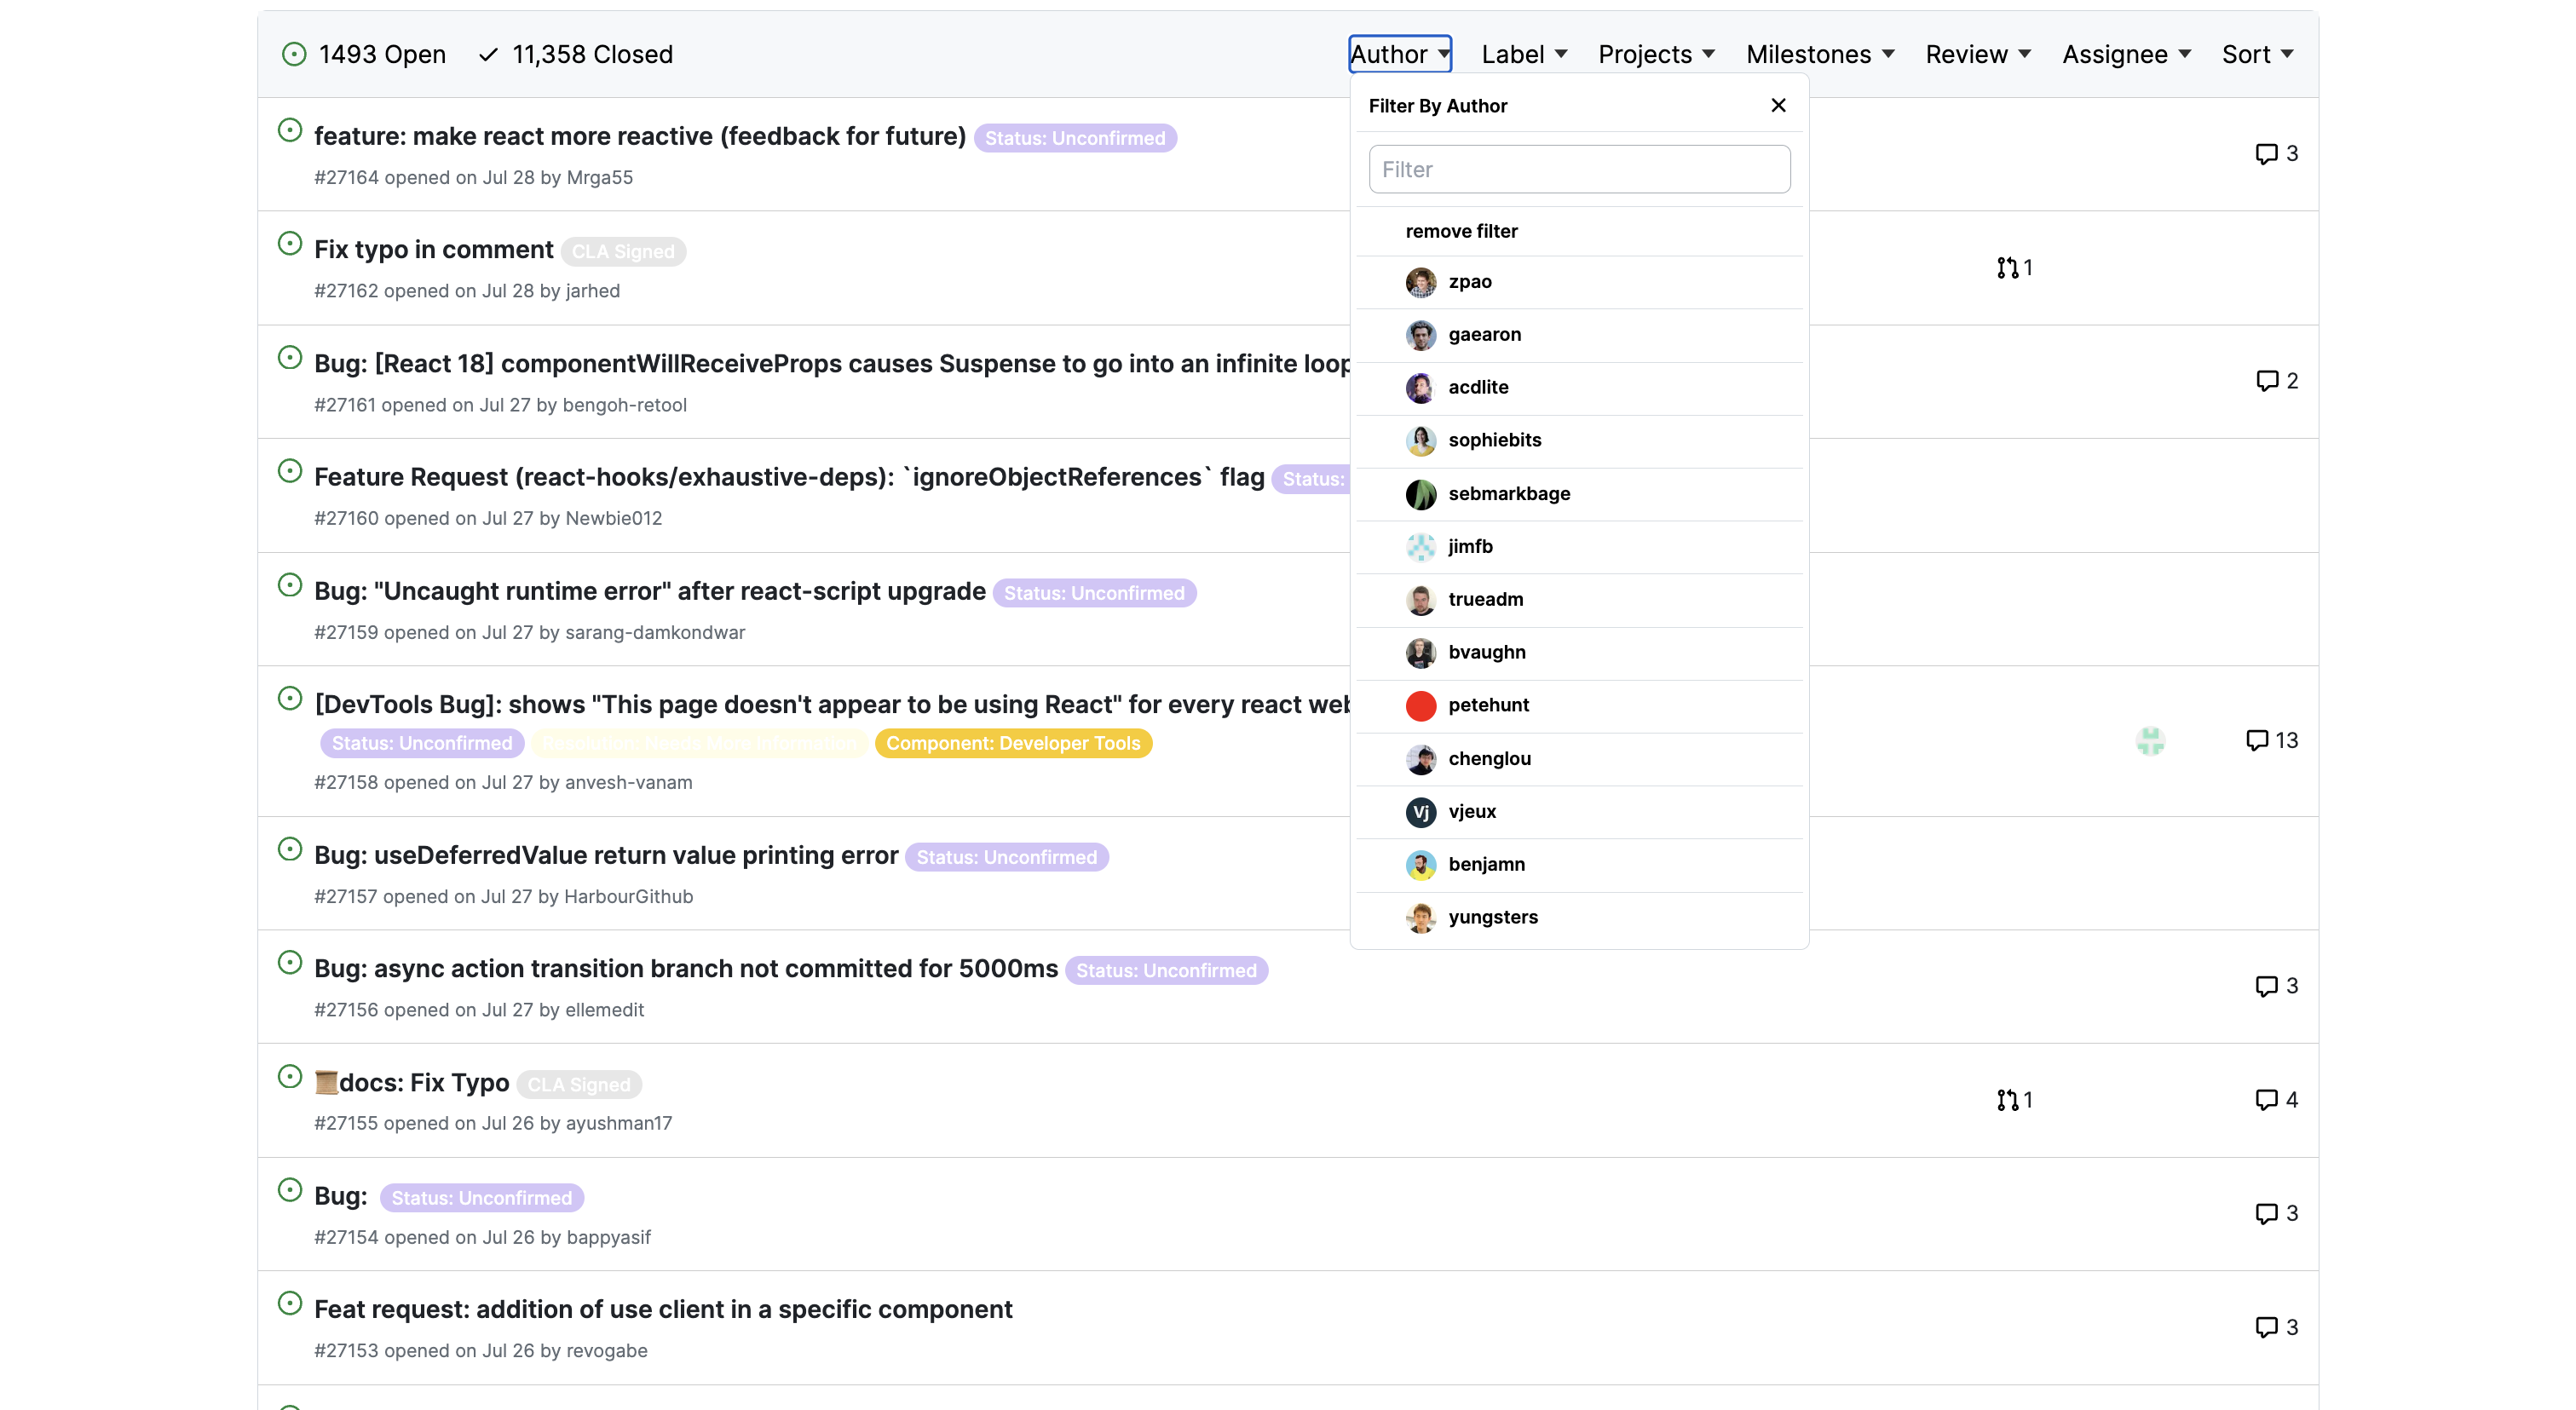 1493 Open 11,358 Closed Author Label Projects Milestones Review Assignee Sort
Filter By Author
Filter
remove filter
zpao
gaearon
acdlite
sophiebits
sebmarkbage
jimfb
trueadm
bvaughn
petehunt
chenglou
Vj vjeux
benjamn
yungsters
feature: make react more reactive (feedback for future) Status: Unconfirmed
3
#27164 opened on Jul 28 by Mrga55
Fix typo in comment CLA Signed
1
#27162 opened on Jul 28 by jarhed
Bug: [React 18] componentWillReceiveProps causes Suspense to go into an infinite loop
2
#27161 opened on Jul 27 by bengoh-retool
Feature Request (react-hooks/exhaustive-deps): `ignoreObjectReferences` flag Status:
#27160 opened on Jul 27 by Newbie012
Bug: "Uncaught runtime error" after react-script upgrade Status: Unconfirmed
#27159 opened on Jul 27 by sarang-damkondwar
[DevTools Bug]: shows "This page doesn't appear to be using React" for every react web
Status: Unconfirmed Resolution: Needs More Information Component: Developer Tools
13
#27158 opened on Jul 27 by anvesh-vanam
Bug: useDeferredValue return value printing error Status: Unconfirmed
#27157 opened on Jul 27 by HarbourGithub
Bug: async action transition branch not committed for 5000ms Status: Unconfirmed
3
#27156 opened on Jul 27 by ellemedit
📜docs: Fix Typo CLA Signed
1 4
#27155 opened on Jul 26 by ayushman17
Bug: Status: Unconfirmed
3
#27154 opened on Jul 26 by bappyasif
Feat request: addition of use client in a specific component
3
#27153 opened on Jul 26 by revogabe